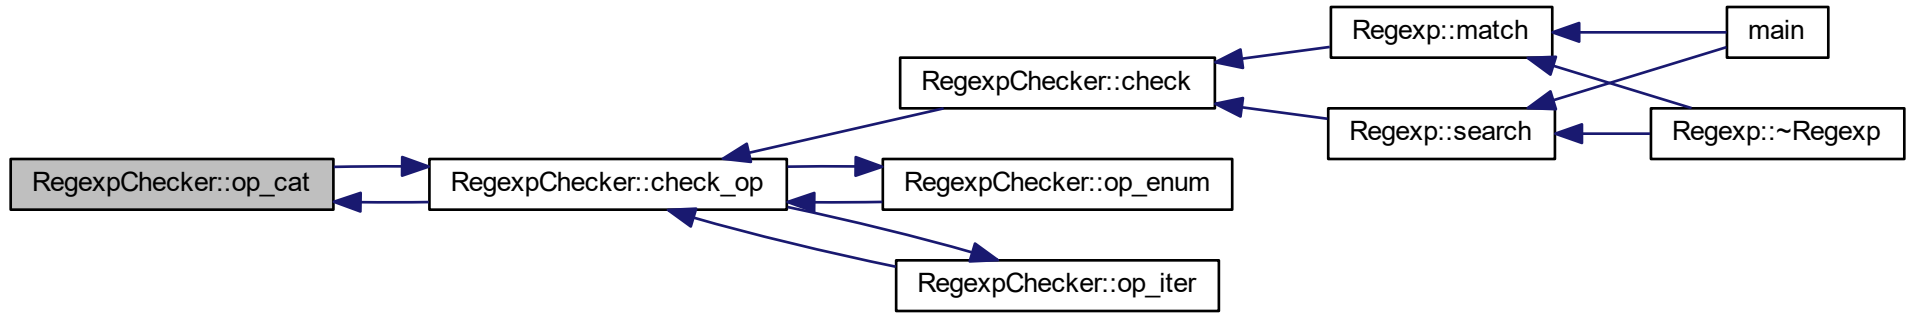 RegexpChecker::op_cat
RegexpChecker::check_op
RegexpChecker::check
Regexp::match
main
Regexp::search
Regexp::~Regexp
RegexpChecker::op_enum
RegexpChecker::op_iter